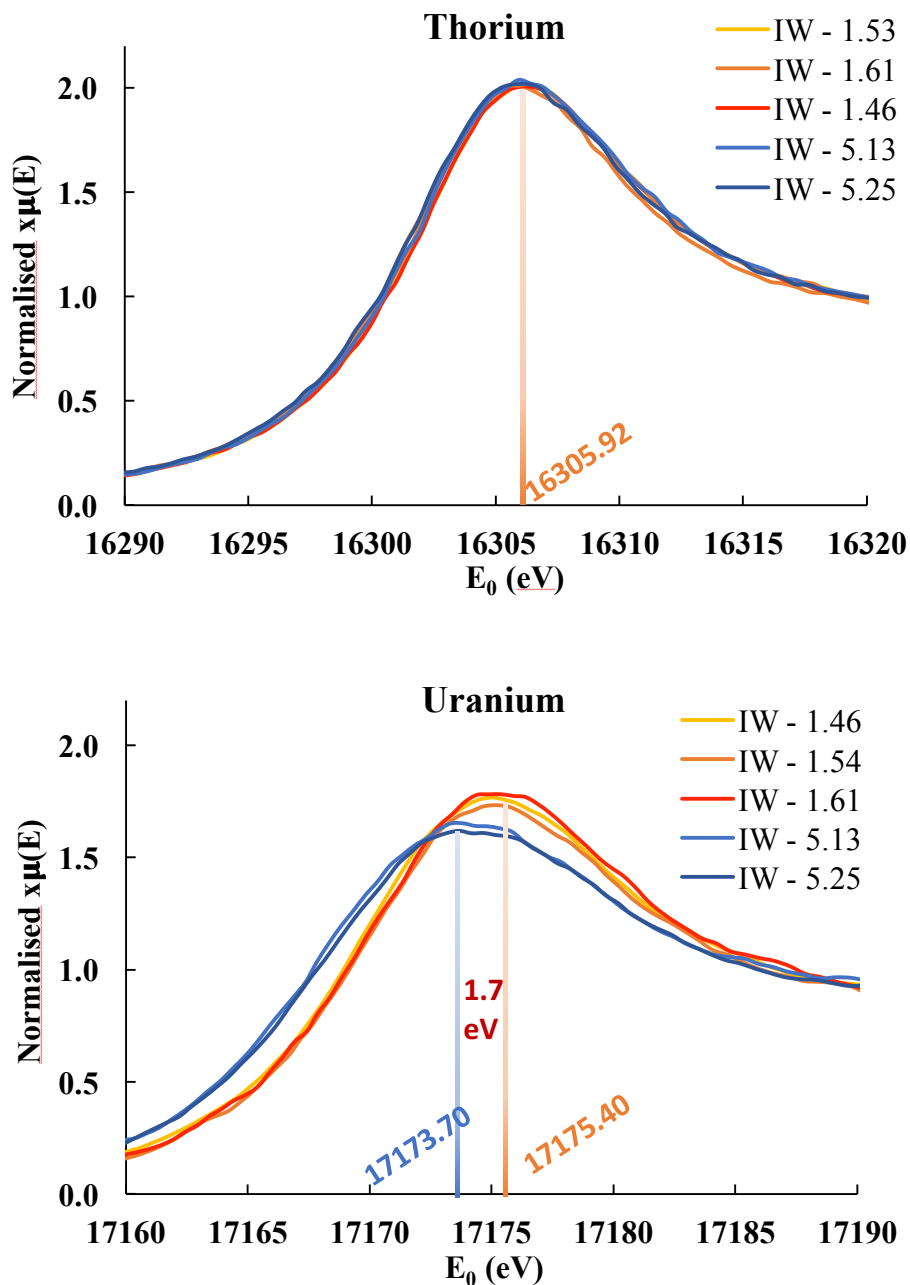 Thorium
IW - 1.53
IW - 1.61
IW - 1.46
IW - 5.13
IW - 5.25
Normalised xμ(E)
2.0
1.5
1.0
0.5
0.0
16305.92
16290 16295 16300 16305 16310 16315 16320
E₀ (eV)
Uranium
IW - 1.46
IW - 1.54
IW - 1.61
IW - 5.13
IW - 5.25
Normalised xμ(E)
2.0
1.5
1.0
0.5
0.0
1.7
eV
17173.70
17175.40
17160 17165 17170 17175 17180 17185 17190
E₀ (eV)